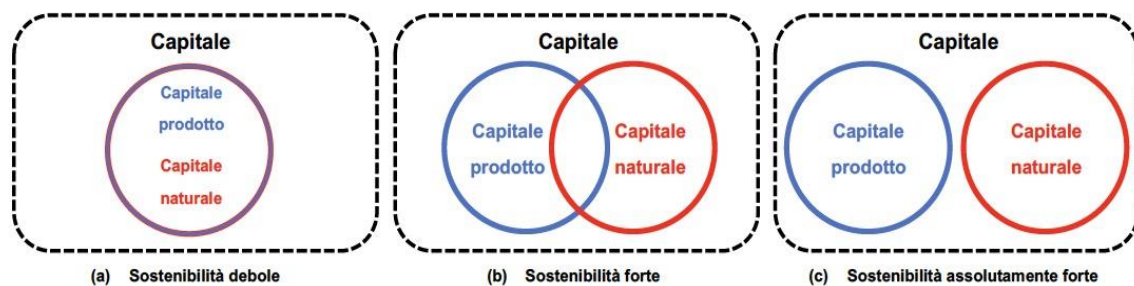 Capitale
Capitale
prodotto
Capitale
naturale
(a) Sostenibilità debole
Capitale
Capitale
prodotto
Capitale
naturale
(b) Sostenibilità forte
Capitale
Capitale
prodotto
Capitale
naturale
(c) Sostenibilità assolutamente forte